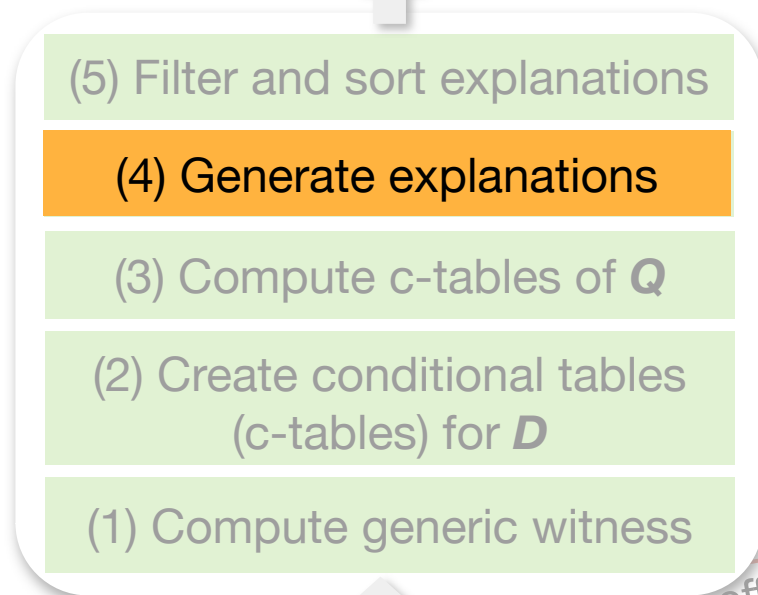 (5) Filter and sort explanations
(4) Generate explanations
(3) Compute c-tables of Q
(2) Create conditional tables
(c-tables) for D
(1) Compute generic witness